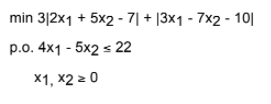 min 3|2x₁ + 5x₂ - 7| + |3x₁ - 7x₂ - 10|
p.o. 4x₁ - 5x₂ ≤ 22
x₁, x₂ ≥ 0